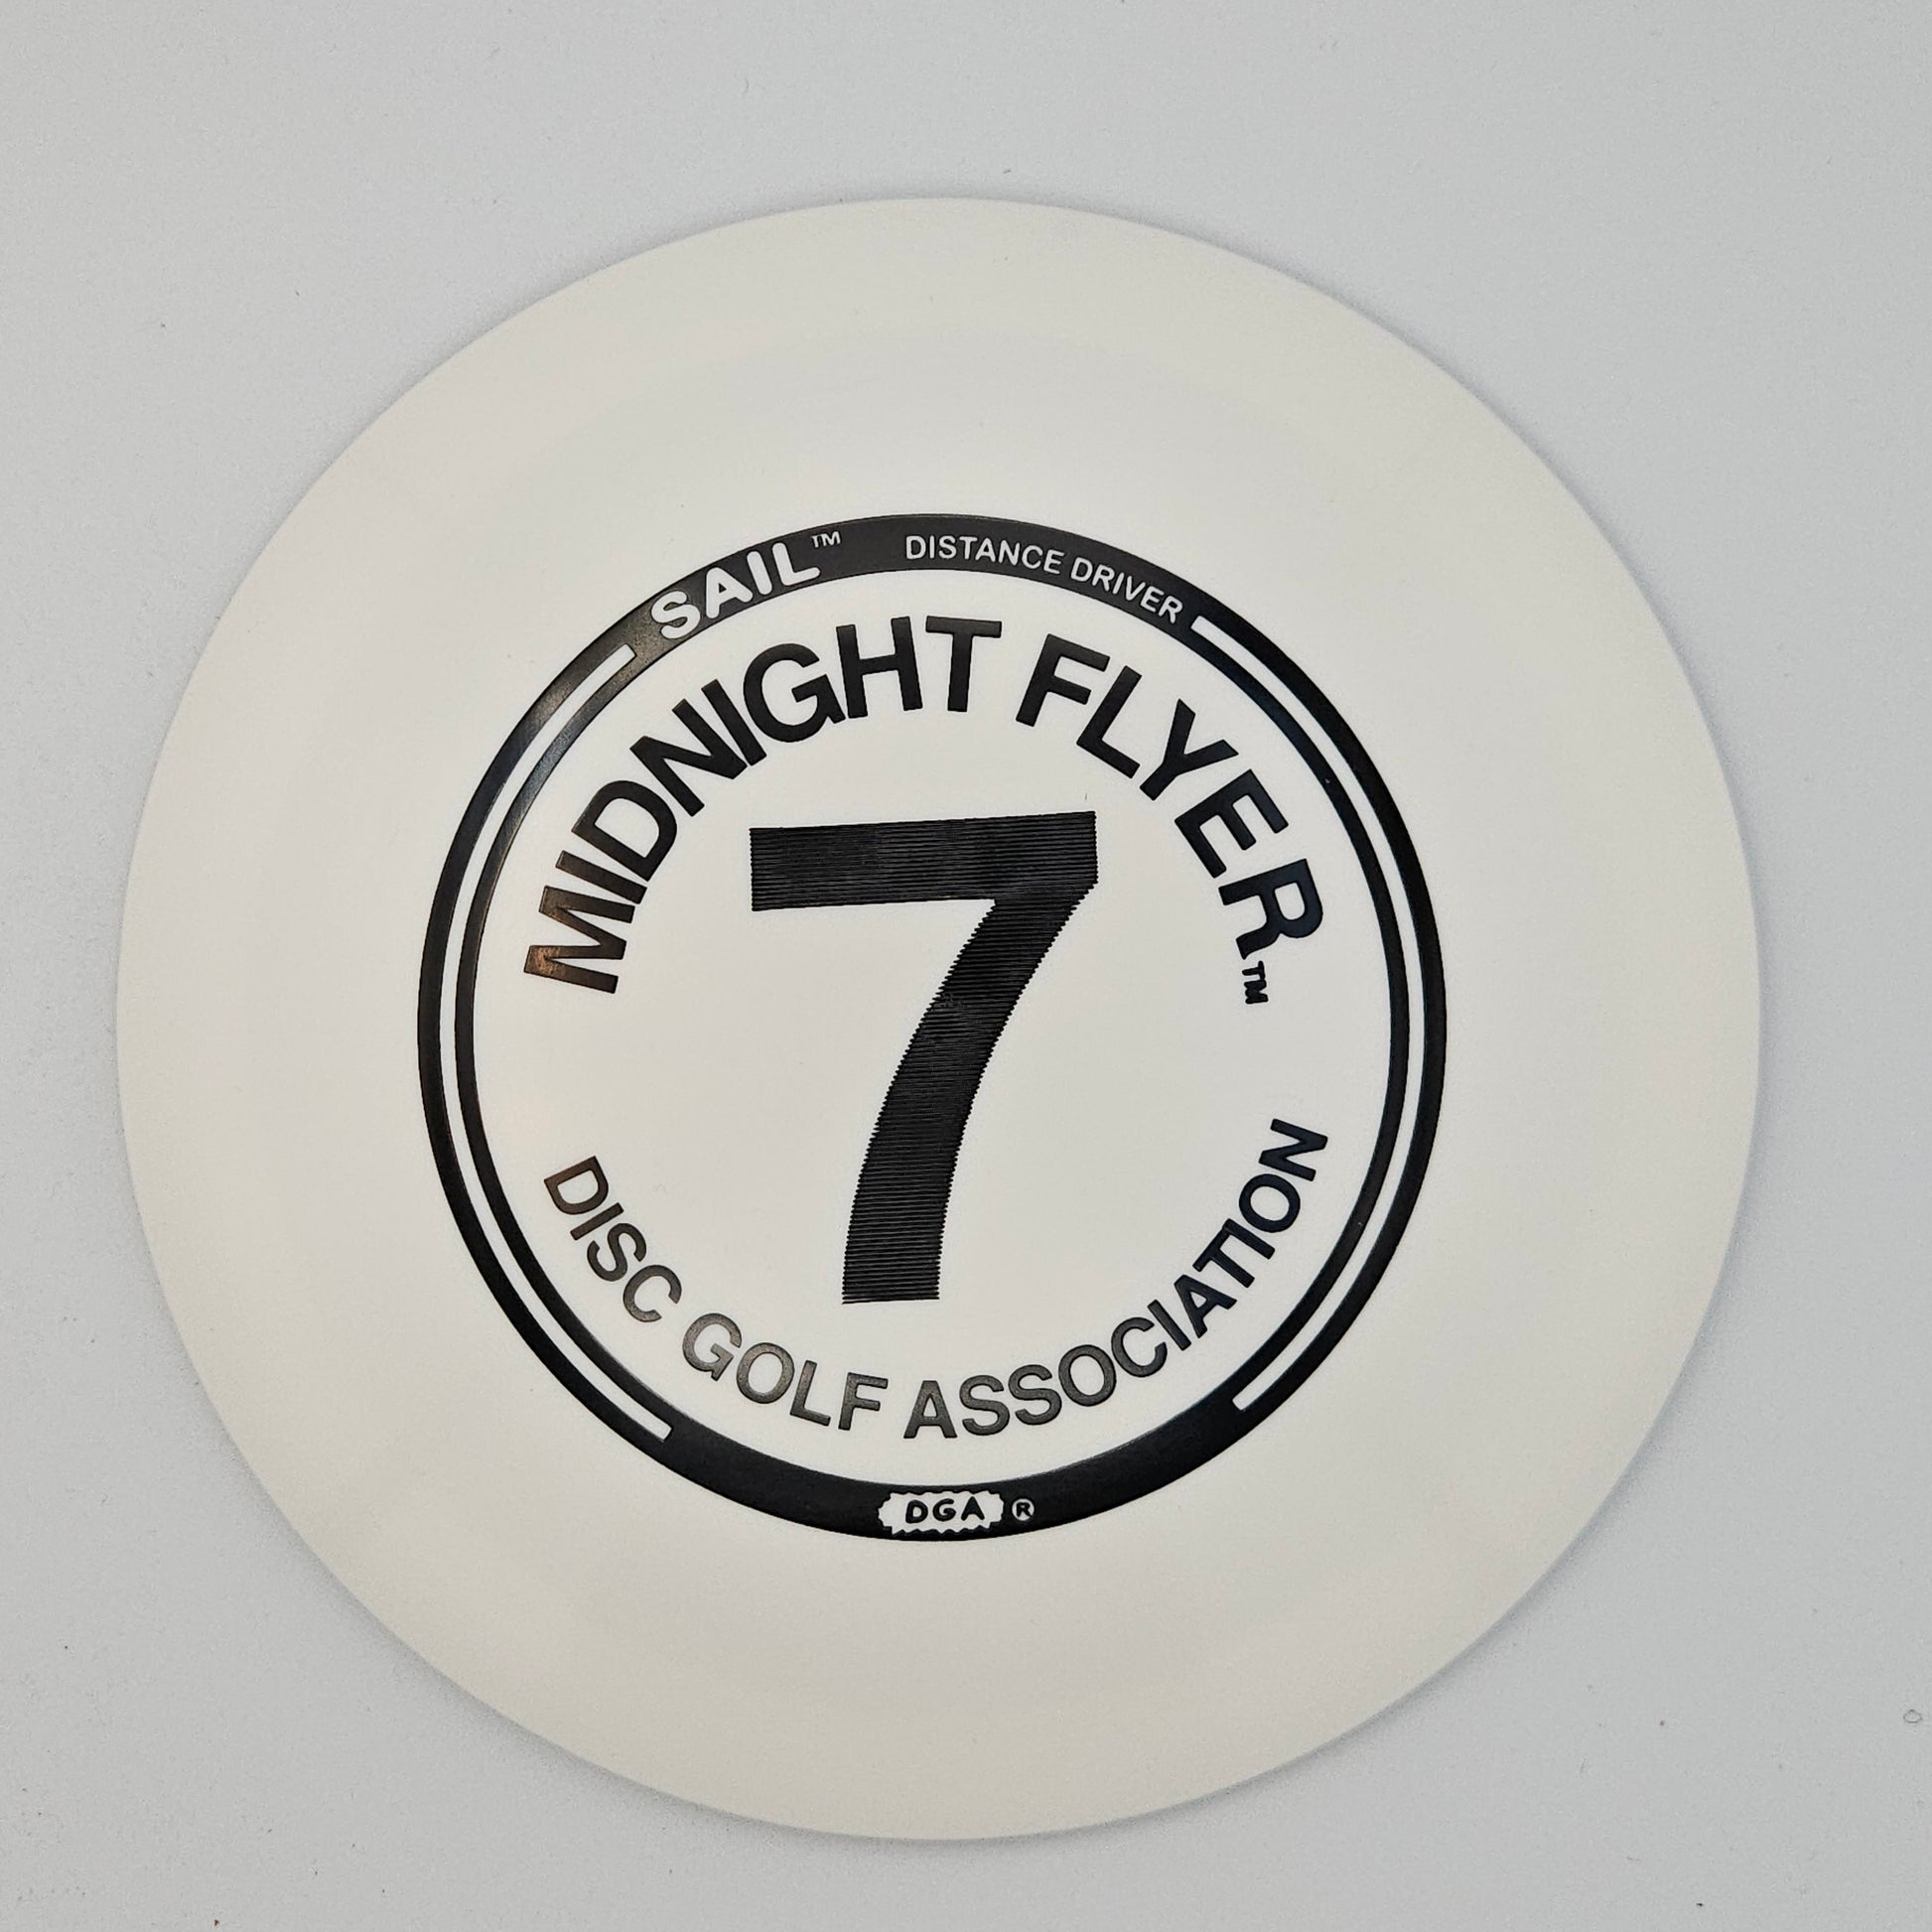 SAIL™ DISTANCE DRIVER
MIDNIGHT FLYER™
7
DISC GOLF ASSOCIATION
DGA ®